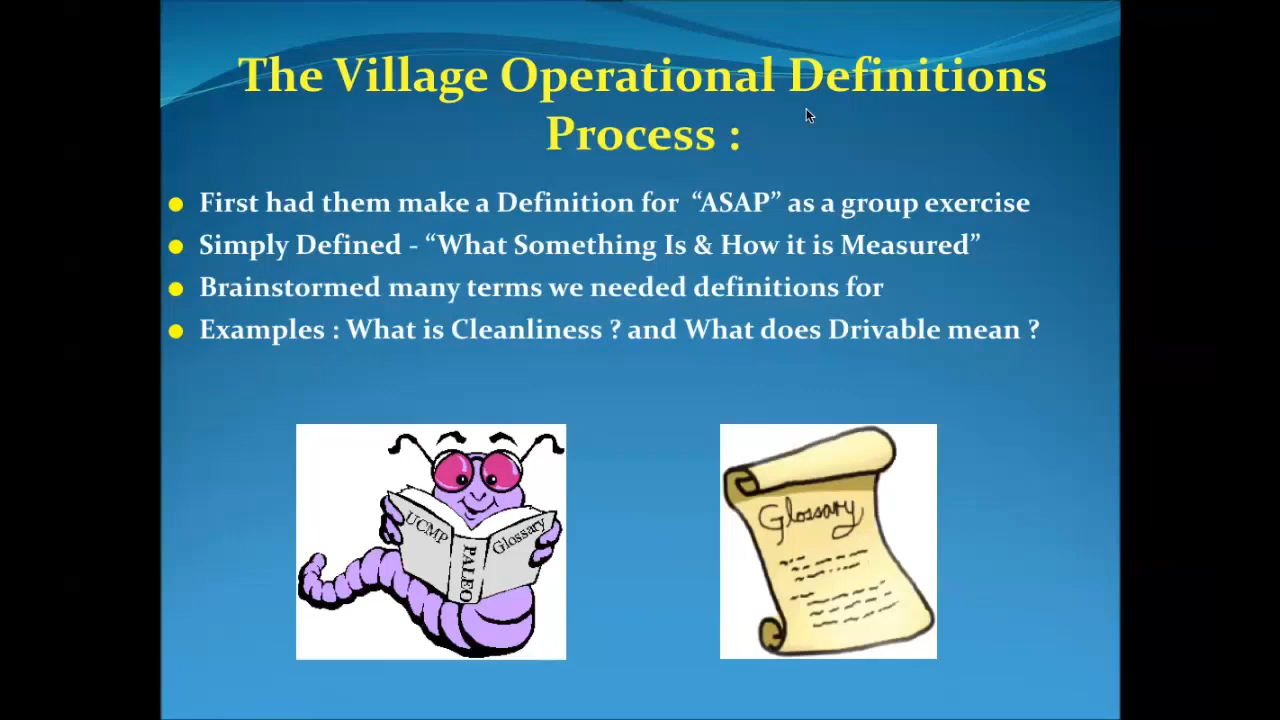 The Village Operational Definitions
Process :
First had them make a Definition for “ASAP” as a group exercise
Simply Defined - “What Something Is & How it is Measured”
Brainstormed many terms we needed definitions for
Examples : What is Cleanliness ? and What does Drivable mean ?
UCMP
PALEO
Glossary
Glossary